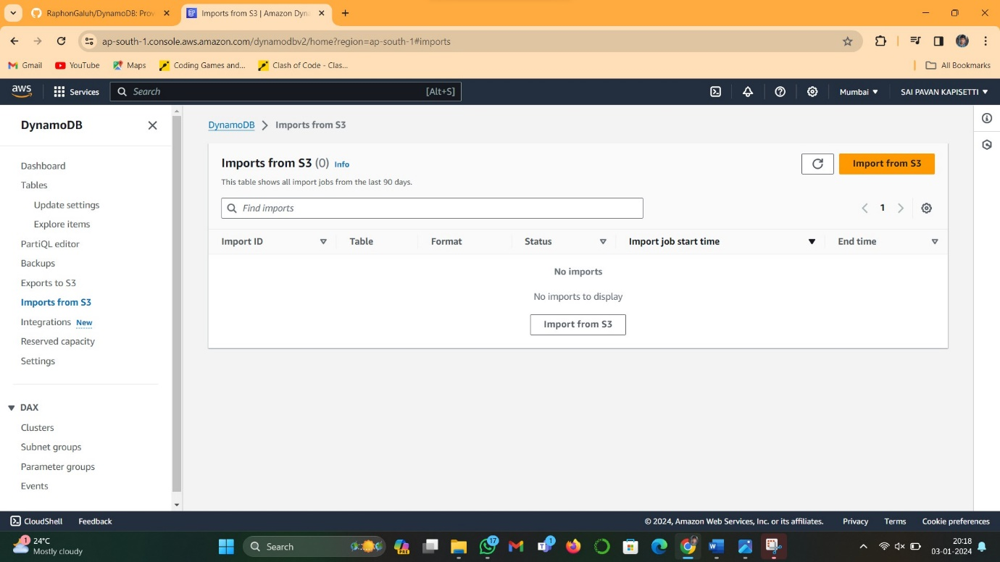 RaphonGaluh/DynamoDB: Prov
Imports from S3 | Amazon Dyna
ap-south-1.console.aws.amazon.com/dynamodbv2/home?region=ap-south-1#imports
Gmail YouTube Maps Coding Games and... Clash of Code - Clas... All Bookmarks
aws Services Search [Alt+S] Mumbai SAI PAVAN KAPISETTI
DynamoDB
Dashboard
Tables
Update settings
Explore items
PartiQL editor
Backups
Exports to S3
Imports from S3
Integrations New
Reserved capacity
Settings
DAX
Clusters
Subnet groups
Parameter groups
Events
DynamoDB Imports from S3
Imports from S3 (0) Info
Import from S3
This table shows all import jobs from the last 90 days.
Find imports
1
Import ID Table Format Status Import job start time End time
No imports
No imports to display
Import from S3
CloudShell Feedback © 2024, Amazon Web Services, Inc. or its affiliates. Privacy Terms Cookie preferences
1 24°C
Mostly cloudy
Search
PRE
17
1
20:18
03-01-2024